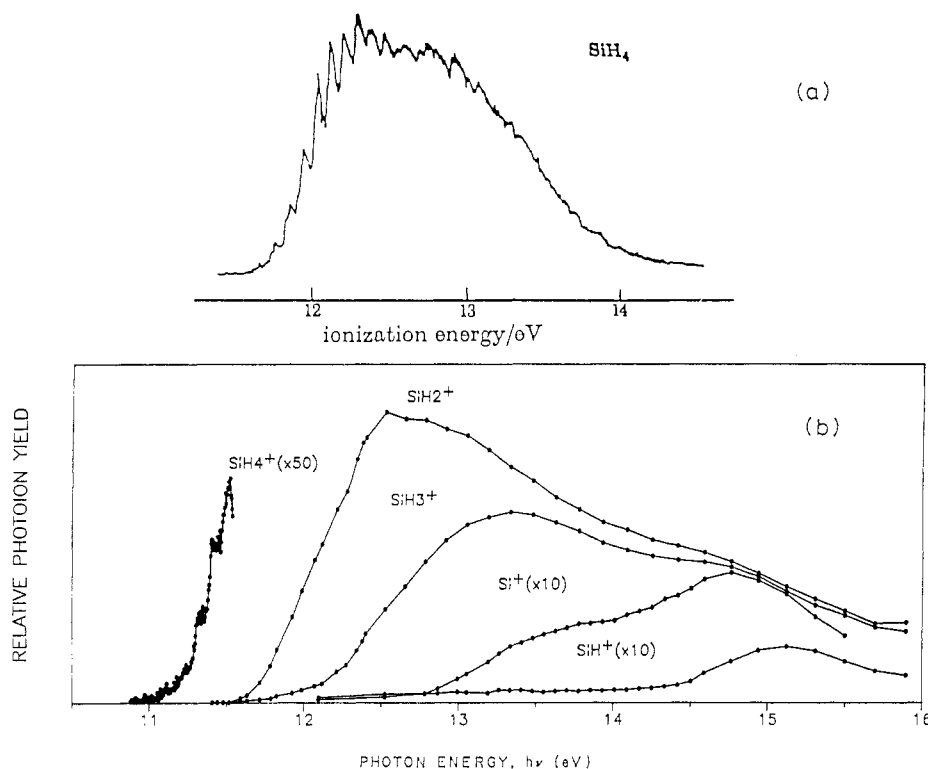 SiH₄
(a)
12 13 14
ionization energy/eV
SiH2⁺
(b)
SiH4⁺(x50)
SiH3⁺
Si⁺(x10)
SiH⁺(x10)
RELATIVE PHOTOION YIELD
11 12 13 14 15 16
PHOTON ENERGY, hν (eV)